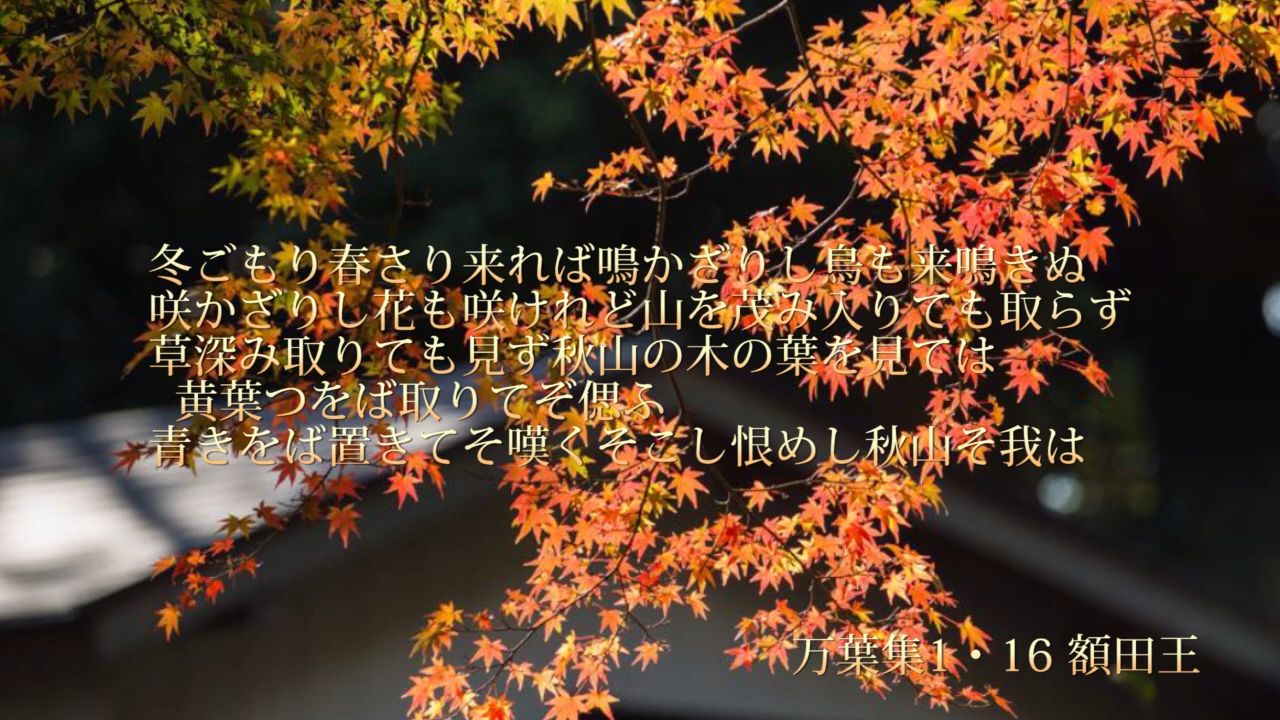 冬ごもり春さり来れば鳴かざりし鳥も来鳴きぬ
咲かざりし花も咲けれど山を茂み入りても取らず
草深み取りても見ず秋山の木の葉を見ては
黄葉つをば取りてぞ偲ふ
青きをば置きてそ嘆くそこし恨めし秋山そ我は
万葉集1・16 額田王